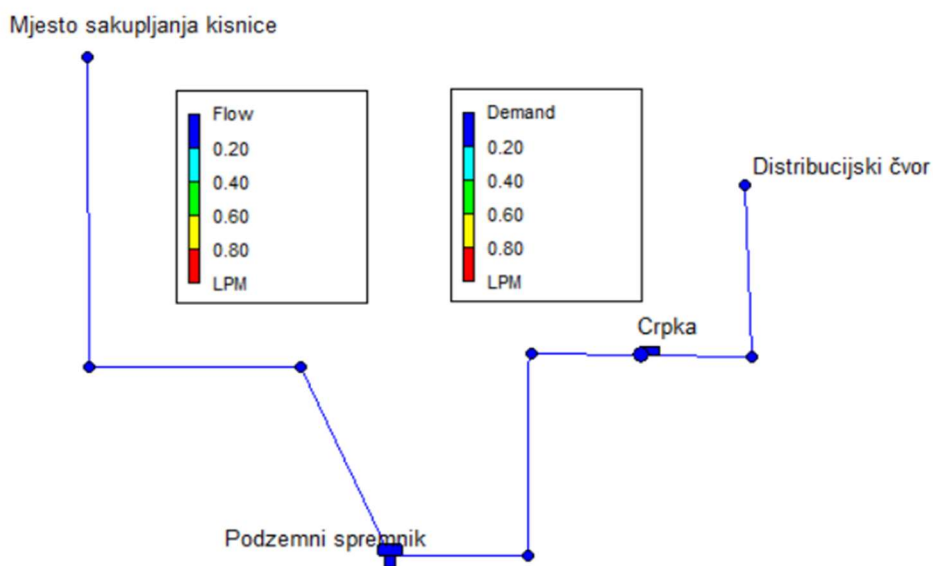 Mjesto sakupljanja kisnice
Flow
0.20
0.40
0.60
0.80
LPM
Demand
0.20
0.40
0.60
0.80
LPM
Distribucijski čvor
Crpka
Podzemni spremnik